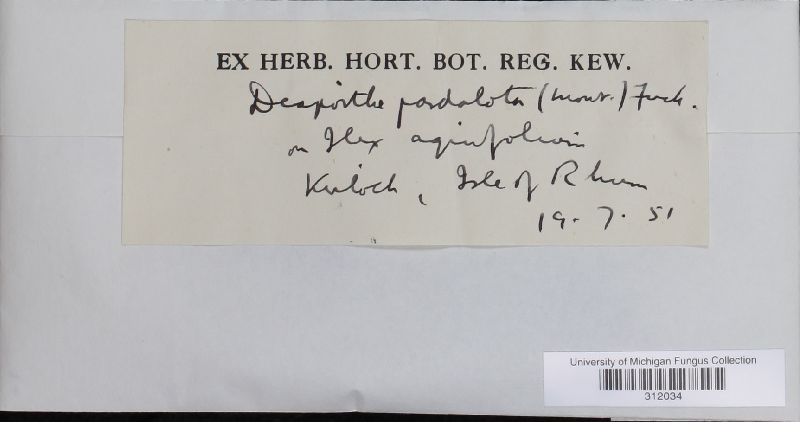 EX HERB. HORT. BOT. REG. KEW.
Diaporthe pardalota (Mont.) Fuck.
on Ilex aquifolium
Kinloch, Isle of Rhum
19. 7. 51
University of Michigan Fungus Collection
312034